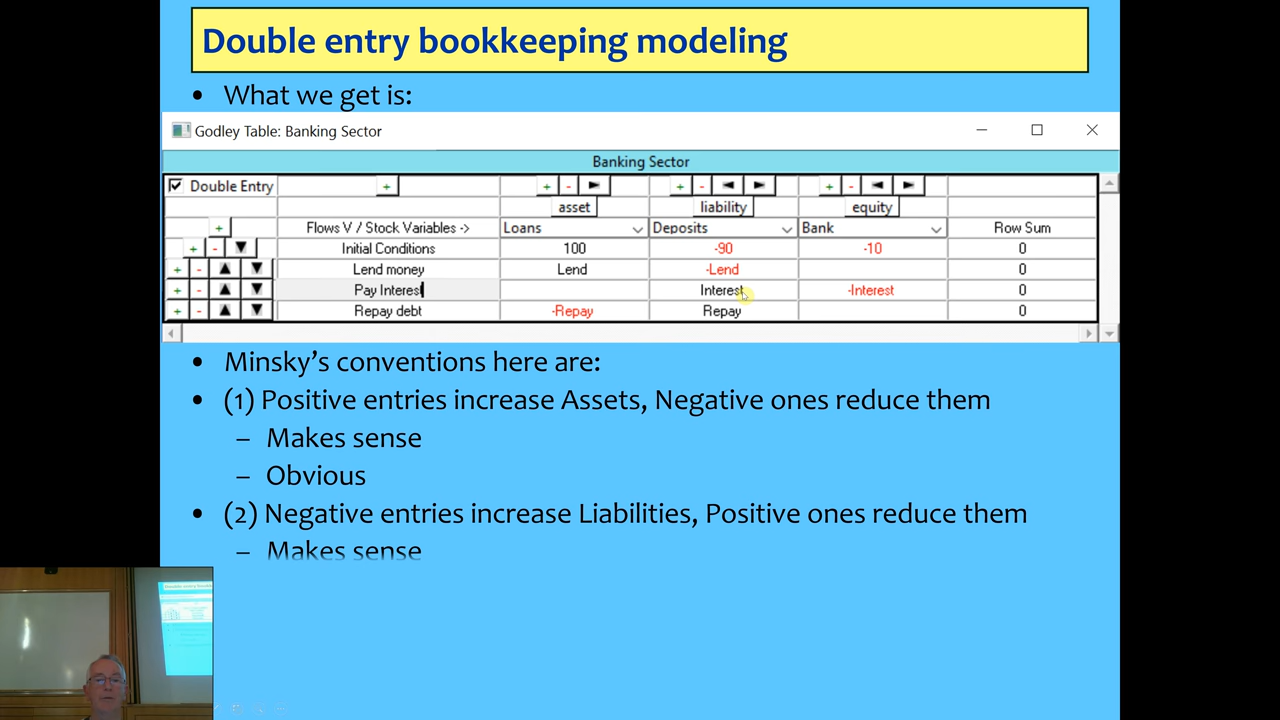 Double entry bookkeeping modeling
• What we get is:
Godley Table: Banking Sector
Banking Sector
Double Entry + + - ► + - ◄ ► + - ◄ ►
asset liability equity
+ Flows V / Stock Variables -> Loans Deposits Bank Row Sum
+ - ▼ Initial Conditions 100 -90 -10 0
+ - ▲ ▼ Lend money Lend -Lend 0
+ - ▲ ▼ Pay Interest Interest -Interest 0
+ - ▲ ▼ Repay debt -Repay Repay 0
• Minsky's conventions here are:
• (1) Positive entries increase Assets, Negative ones reduce them
– Makes sense
– Obvious
• (2) Negative entries increase Liabilities, Positive ones reduce them
– Makes sense